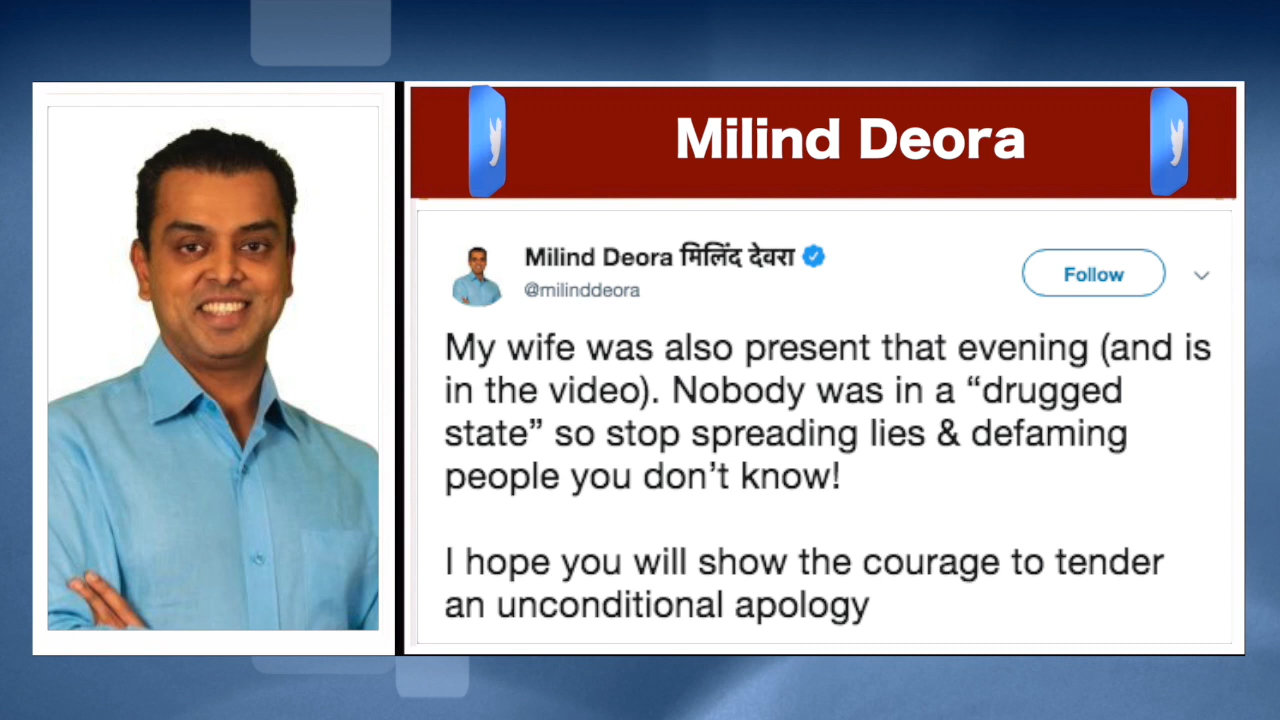 Milind Deora
Milind Deora मिलिंद देवरा
@milinddeora
Follow
My wife was also present that evening (and is
in the video). Nobody was in a “drugged
state” so stop spreading lies & defaming
people you don’t know!
I hope you will show the courage to tender
an unconditional apology